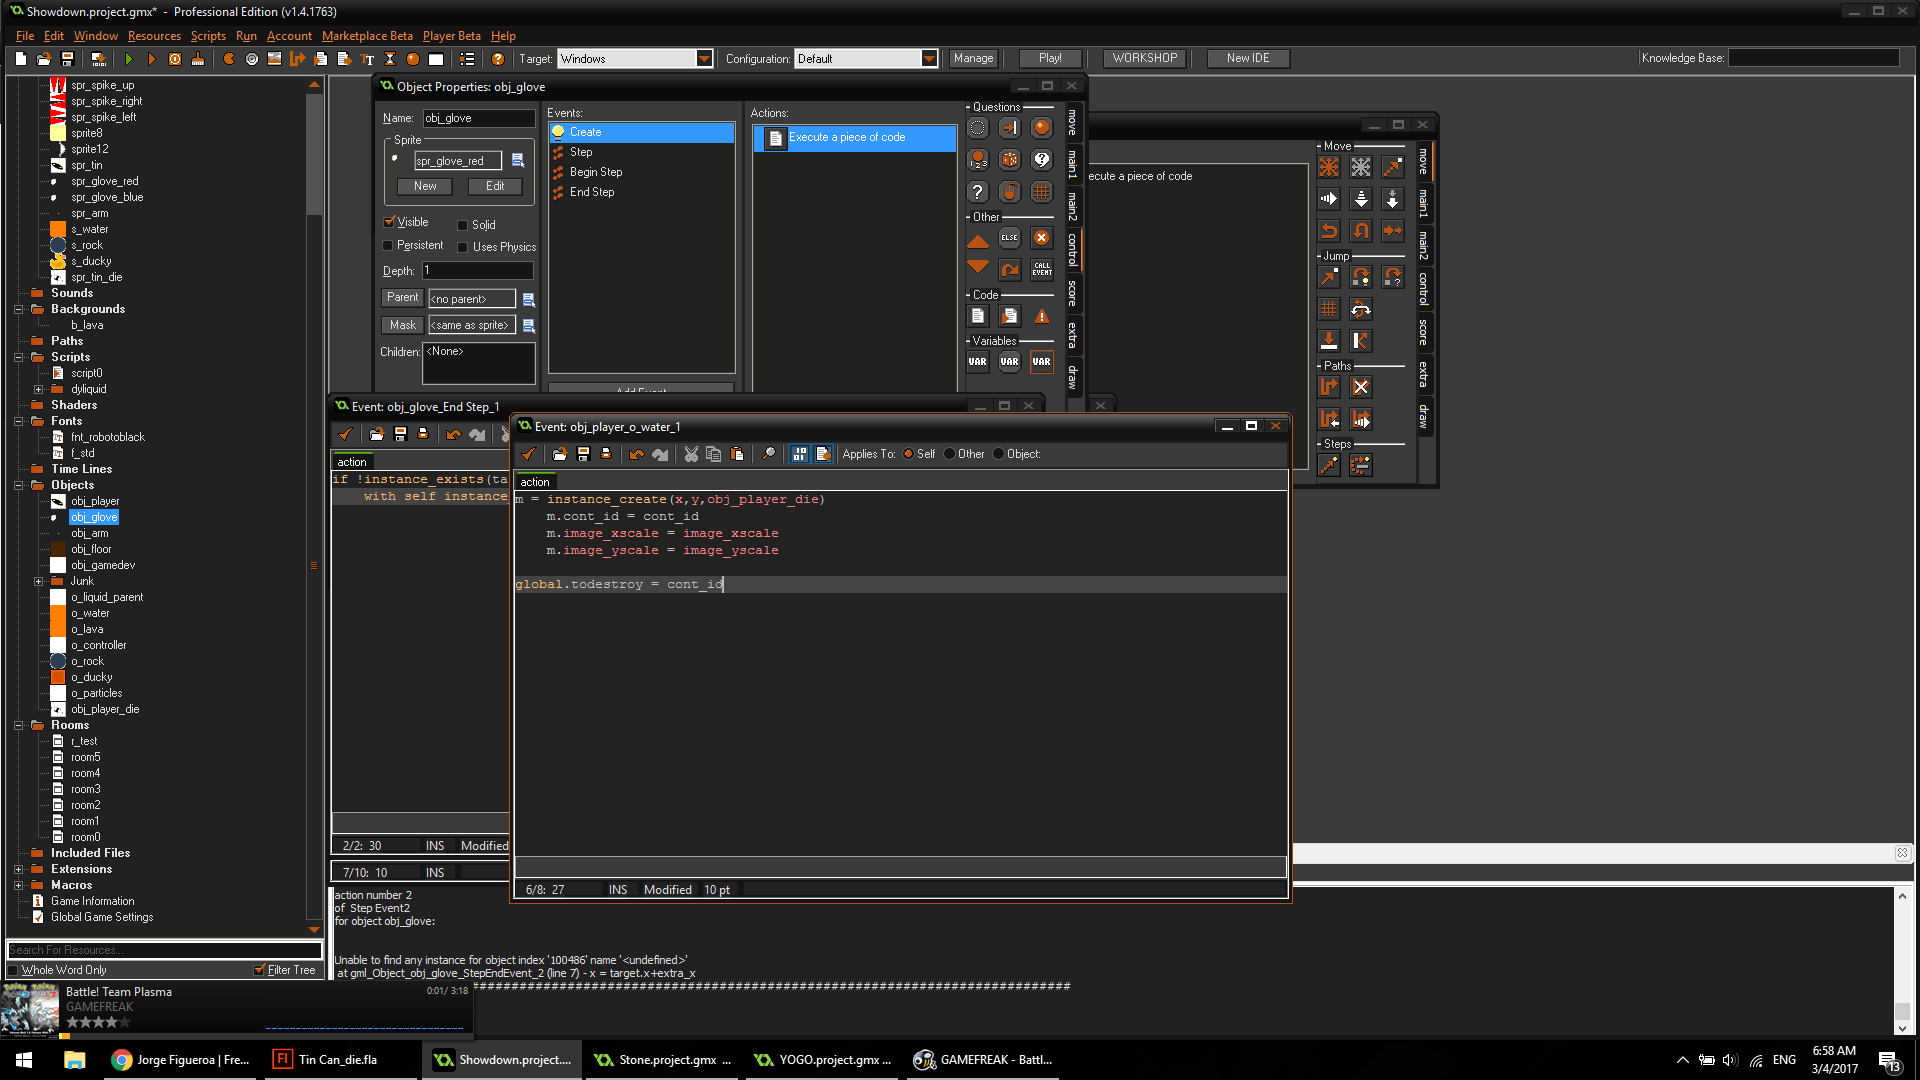 Showdown.project.gmx* - Professional Edition (v1.4.1763)
File Edit Window Resources Scripts Run Account Marketplace Beta Player Beta Help
Target: Windows Configuration: Default Manage Play! WORKSHOP New IDE Knowledge Base:
spr_spike_up
spr_spike_right
spr_spike_left
sprite8
sprite12
spr_tin
spr_glove_red
spr_glove_blue
spr_arm
s_water
s_rock
s_ducky
spr_tin_die
Sounds
Backgrounds
b_lava
Paths
Scripts
script0
dyliquid
Shaders
Fonts
fnt_robotoblack
f_std
Time Lines
Objects
obj_player
obj_glove
obj_arm
obj_floor
obj_gamedev
Junk
o_liquid_parent
o_water
o_lava
o_controller
o_rock
o_ducky
o_particles
obj_player_die
Rooms
r_test
room5
room4
room3
room2
room1
room0
Included Files
Extensions
Macros
Game Information
Global Game Settings
Search For Resources...
Whole Word Only Filter Tree
Object Properties: obj_glove
Name: obj_glove
Sprite
spr_glove_red
New Edit
Visible Solid
Persistent Uses Physics
Depth: 1
Parent <no parent>
Mask <same as sprite>
Children: <None>
Events:
Create
Step
Begin Step
End Step
Add Event
Actions:
Execute a piece of code
Questions
Other
ELSE
CALL EVENT
Code
Variables
VAR VAR VAR
move
main1
main2
control
score
extra
draw
ecute a piece of code
Move
Jump
Paths
Steps
move
main1
main2
control
score
extra
draw
Event: obj_glove_End Step_1
action
if !instance_exists(ta
with self instance_
2/2: 30 INS Modified
7/10: 10 INS
Event: obj_player_o_water_1
Applies To: Self Other Object:
action
m = instance_create(x,y,obj_player_die)
m.cont_id = cont_id
m.image_xscale = image_xscale
m.image_yscale = image_yscale
global.todestroy = cont_id
6/8: 27 INS Modified 10 pt
action number 2
of Step Event2
for object obj_glove:
Unable to find any instance for object index '100486' name '<undefined>'
at gml_Object_obj_glove_StepEndEvent_2 (line 7) - x = target.x+extra_x
Battle! Team Plasma 0:01/ 3:18
GAMEFREAK
Jorge Figueroa | Fre...
Tin Can_die.fla
Showdown.project....
Stone.project.gmx ...
YOGO.project.gmx ...
GAMEFREAK - Battl...
ENG
6:58 AM
3/4/2017
13